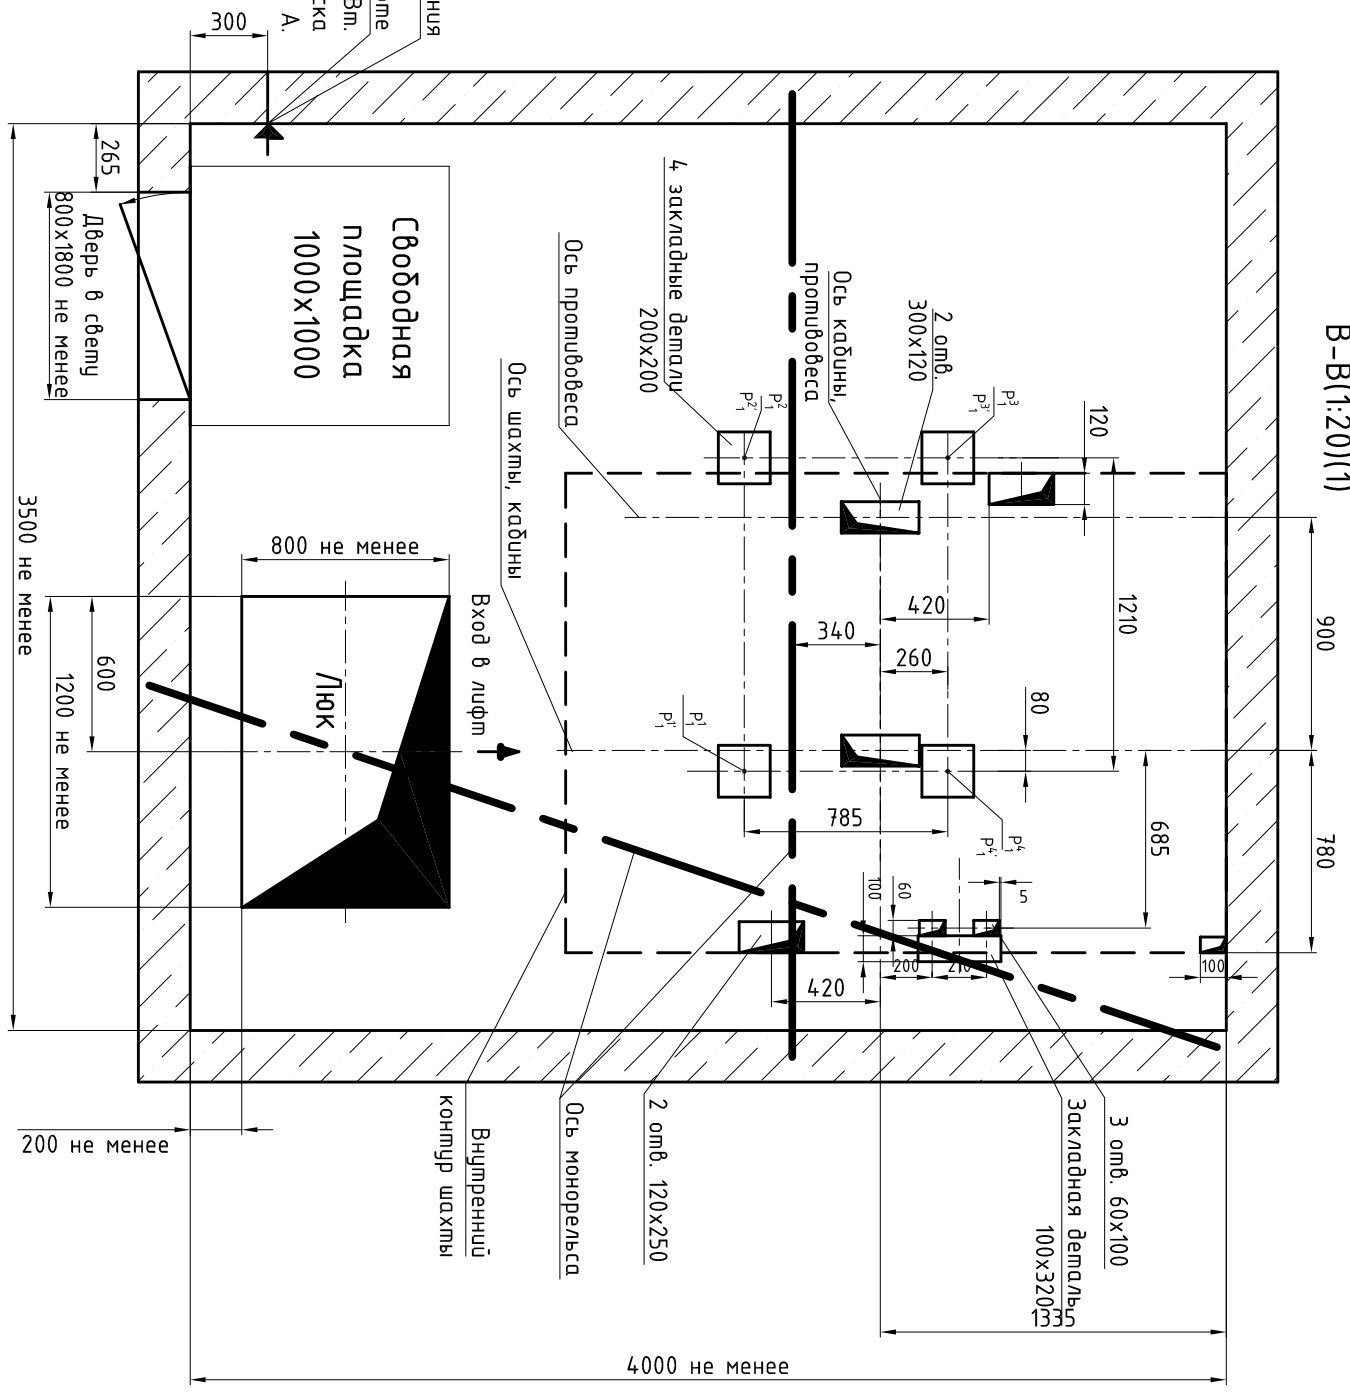 В-В(1:20)(1)
300
ния
оте
Вт.
ска
А.
265
Дверь в свету
800х1800 не менее
Свободная
площадка
1000х1000
4 закладные детали
200х200
Ось противовеса
Ось шахты, кабины
Ось кабины,
противовеса
2 отв.
300х120
120
900
1210
420
340
260
80
785
685
780
5
60
100
200
210
100
420
800 не менее
Вход в лифт
Люк
600
1200 не менее
3500 не менее
200 не менее
Внутренний
контур шахты
Ось монорельса
2 отв. 120х250
3 отв. 60х100
Закладная деталь
100х320
1335
4000 не менее